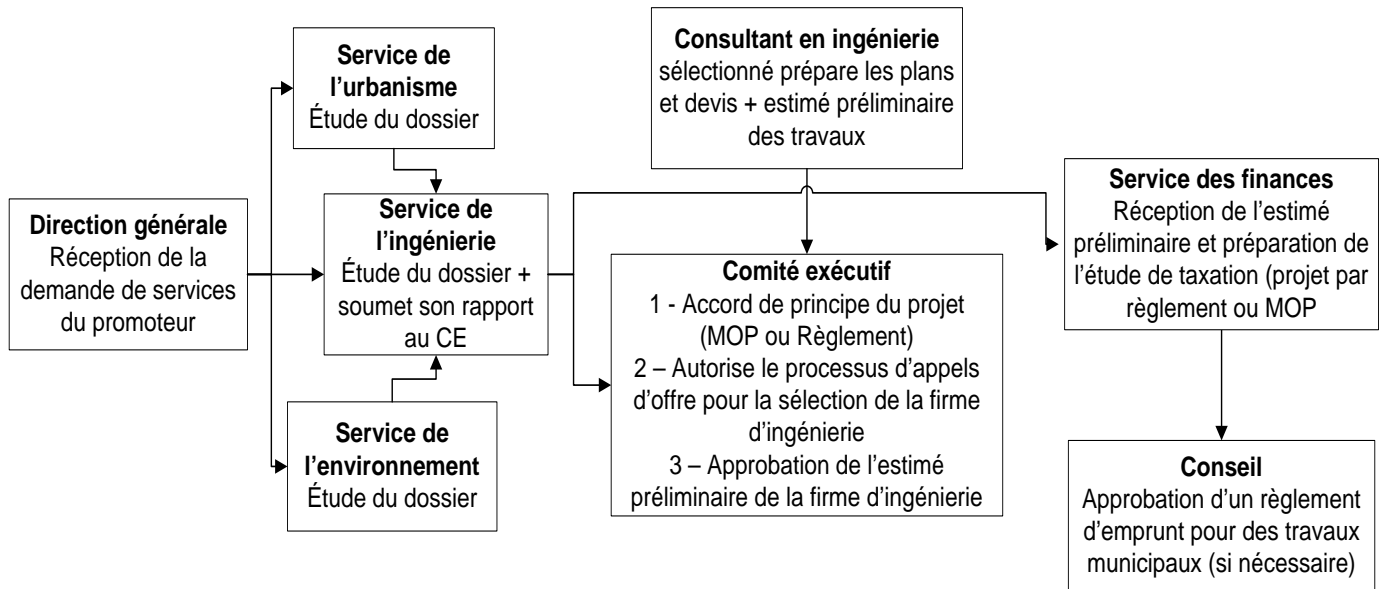 Direction générale
Réception de la
demande de services
du promoteur
Service de
l'urbanisme
Étude du dossier
Service de
l'ingénierie
Étude du dossier +
soumet son rapport
au CE
Service de
l'environnement
Étude du dossier
Consultant en ingénierie
sélectionné prépare les plans
et devis + estimé préliminaire
des travaux
Comité exécutif
1 - Accord de principe du projet
(MOP ou Règlement)
2 – Autorise le processus d'appels
d'offre pour la sélection de la firme
d'ingénierie
3 – Approbation de l'estimé
préliminaire de la firme d'ingénierie
Service des finances
Réception de l'estimé
préliminaire et préparation de
l'étude de taxation (projet par
règlement ou MOP
Conseil
Approbation d'un règlement
d'emprunt pour des travaux
municipaux (si nécessaire)